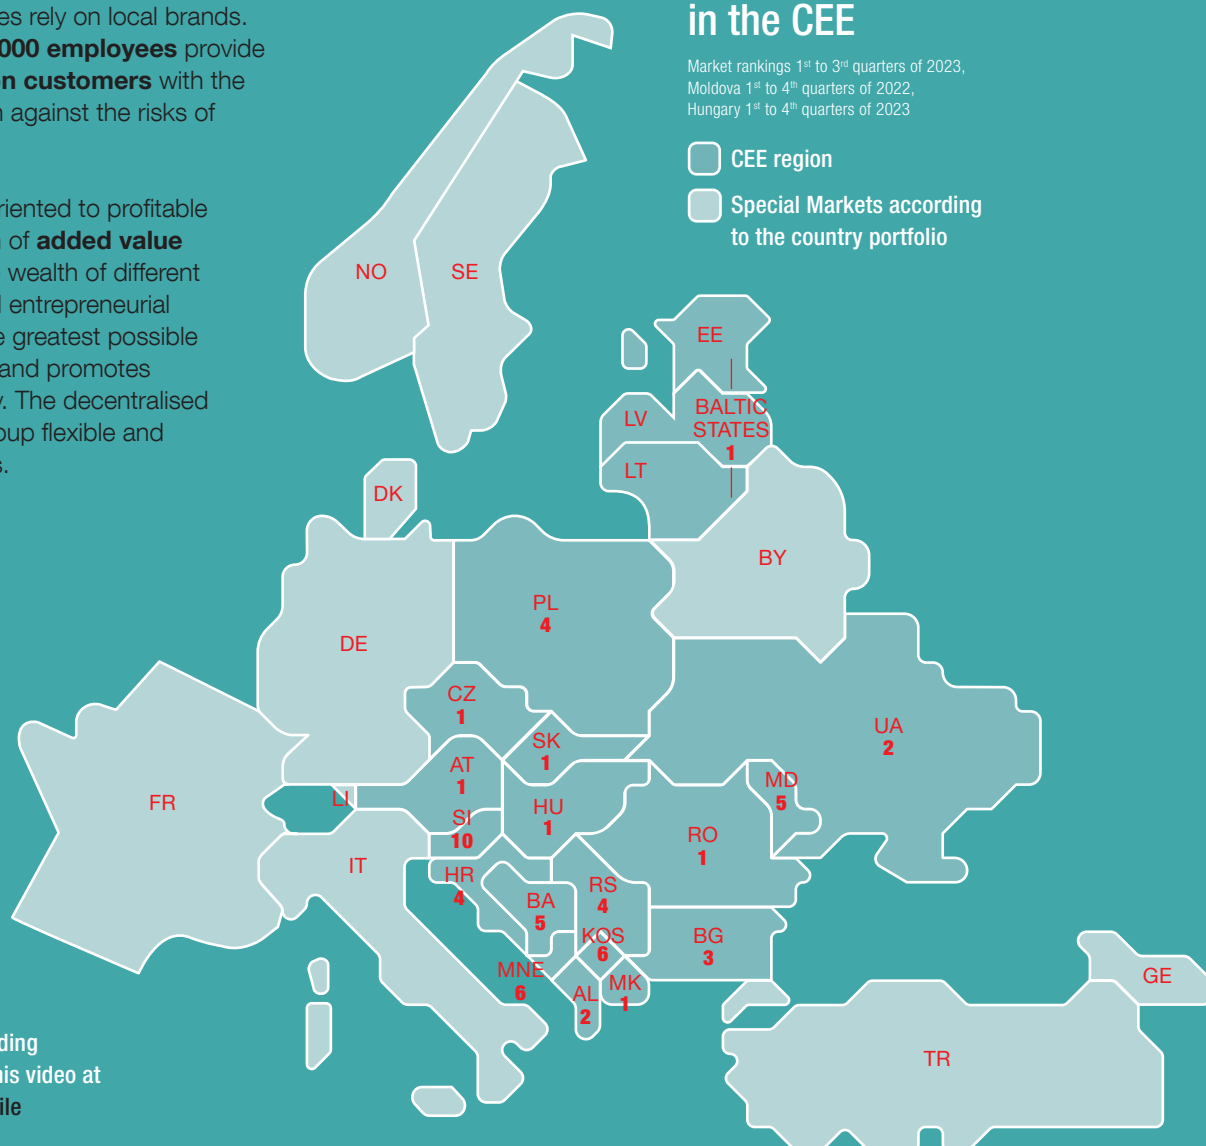 es rely on local brands.
000 employees provide
on customers with the
n against the risks of
riented to profitable
n of added value
e wealth of different
d entrepreneurial
e greatest possible
and promotes
y. The decentralised
oup flexible and
s.
in the CEE
Market rankings 1st to 3rd quarters of 2023,
Moldova 1st to 4th quarters of 2022,
Hungary 1st to 4th quarters of 2023
CEE region
Special Markets according
to the country portfolio
NO
SE
EE
LV
BALTIC
STATES
1
LT
DK
BY
PL
4
DE
CZ
1
UA
2
SK
1
AT
1
MD
5
FR
LI
HU
1
SI
10
RO
1
IT
HR
4
RS
4
BA
5
KOS
6
BG
3
MNE
6
AL
2
MK
1
GE
TR
ding
his video at
ile